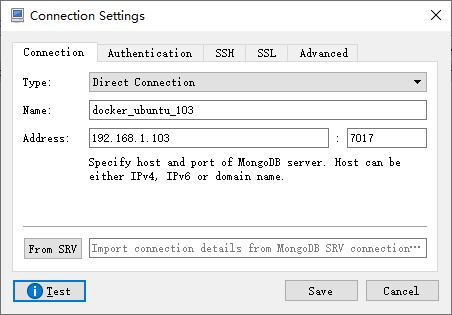 Connection Settings
Connection Authentication SSH SSL Advanced
Type: Direct Connection
Name: docker_ubuntu_103
Address: 192.168.1.103 : 7017
Specify host and port of MongoDB server. Host can be
either IPv4, IPv6 or domain name.
From SRV Import connection details from MongoDB SRV connection···
Test Save Cancel